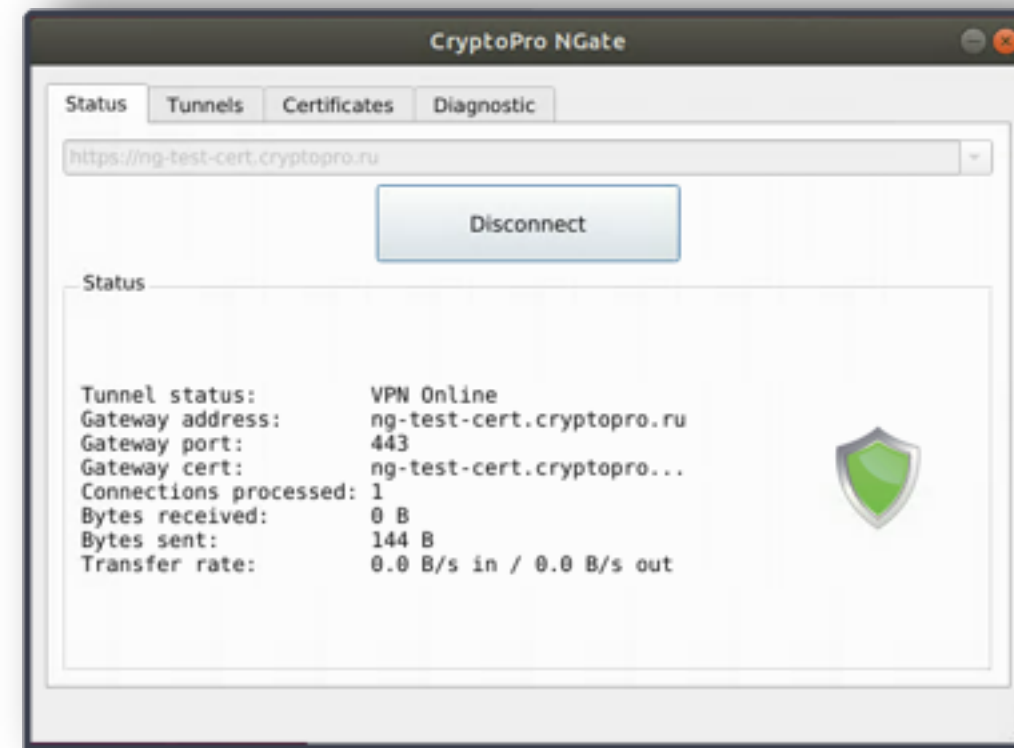 CryptoPro NGate
Status Tunnels Certificates Diagnostic
https://ng-test-cert.cryptopro.ru
Disconnect
Status
Tunnel status: VPN Online
Gateway address: ng-test-cert.cryptopro.ru
Gateway port: 443
Gateway cert: ng-test-cert.cryptopro...
Connections processed: 1
Bytes received: 0 B
Bytes sent: 144 B
Transfer rate: 0.0 B/s in / 0.0 B/s out